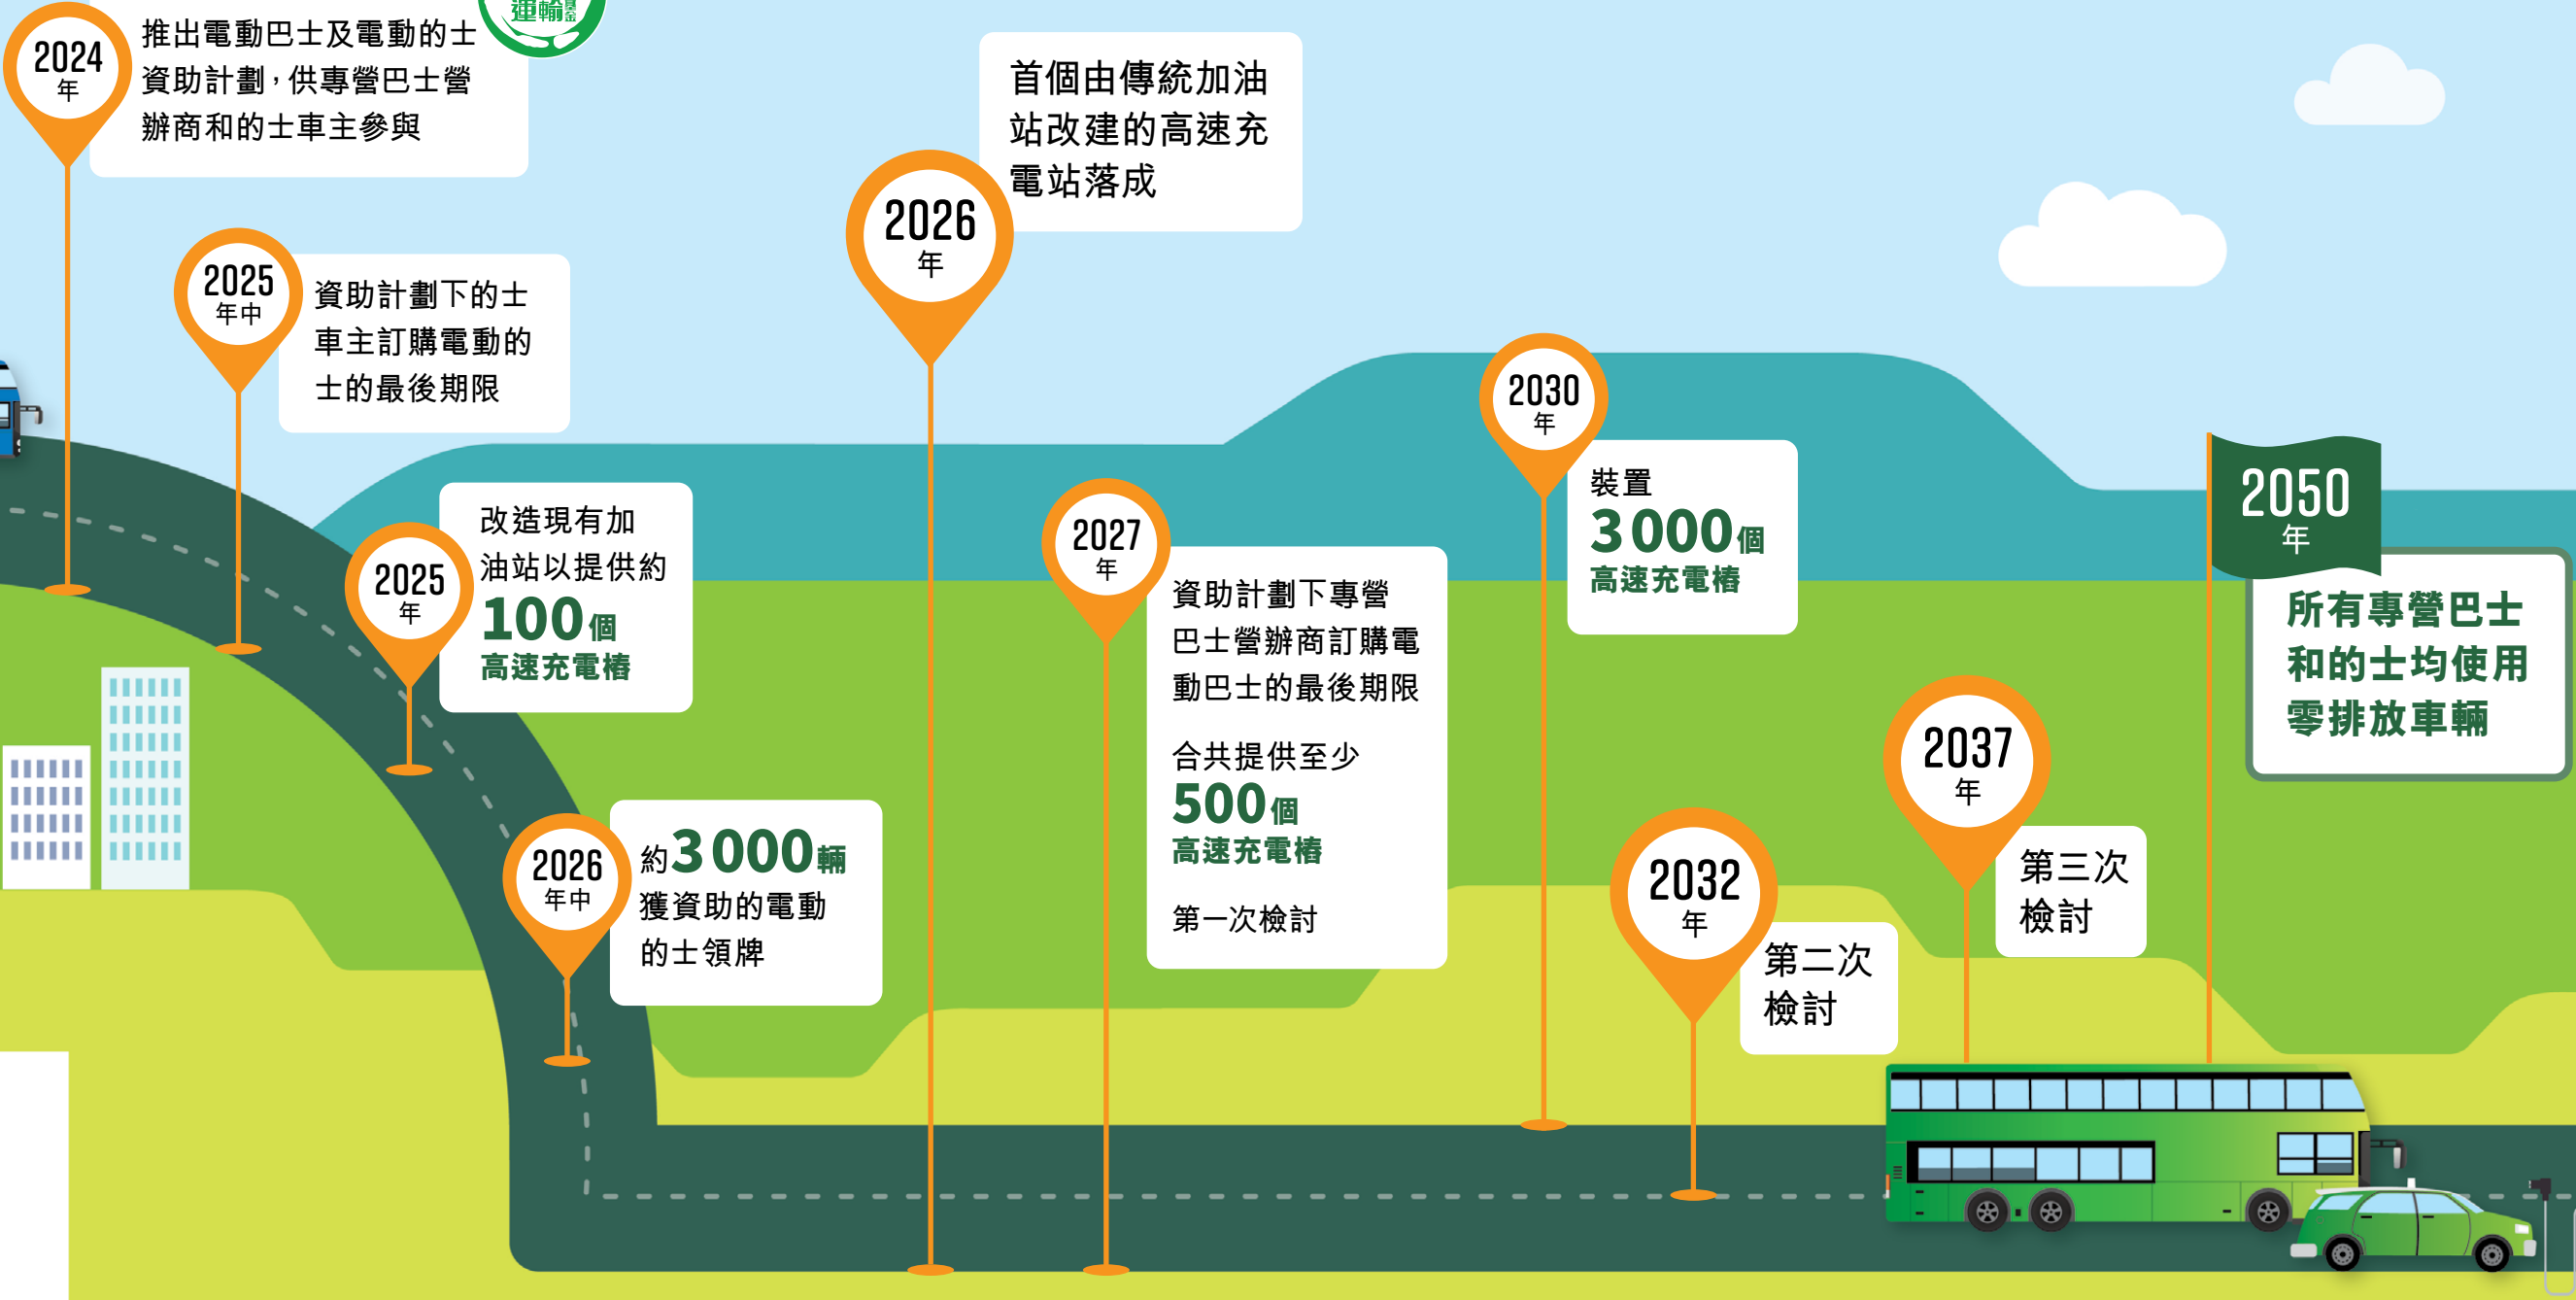 運輸
2024
年
推出電動巴士及電動的士
資助計劃，供專營巴士營
辦商和的士車主參與
2025
年中
資助計劃下的士
車主訂購電動的
士的最後期限
2025
年
改造現有加
油站以提供約
100個
高速充電樁
2026
年中
約3000輛
獲資助的電動
的士領牌
2026
年
首個由傳統加油
站改建的高速充
電站落成
2027
年
資助計劃下專營
巴士營辦商訂購電
動巴士的最後期限
合共提供至少
500個
高速充電樁
第一次檢討
2030
年
裝置
3000個
高速充電樁
2032
年
第二次
檢討
2037
年
第三次
檢討
2050
年
所有專營巴士
和的士均使用
零排放車輛